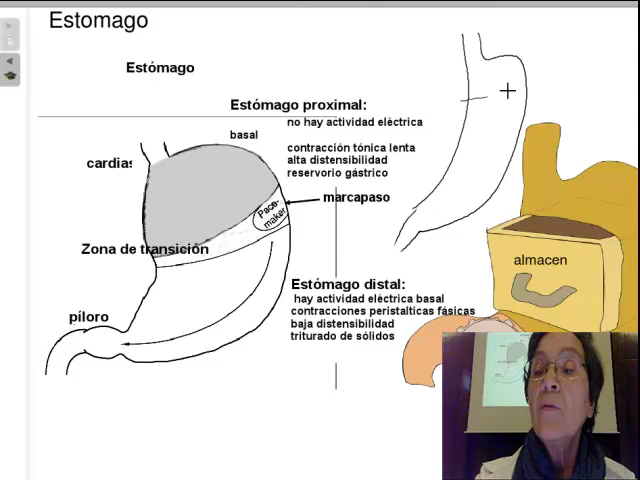 Estomago
Estómago
Estómago proximal:
no hay actividad eléctrica
basal
contracción tónica lenta
cardias
alta distensibilidad
reservorio gástrico
marcapaso
Pace-
maker
Zona de transición
almacen
Estómago distal:
hay actividad eléctrica basal
contracciones peristalticas fásicas
píloro
baja distensibilidad
triturado de sólidos